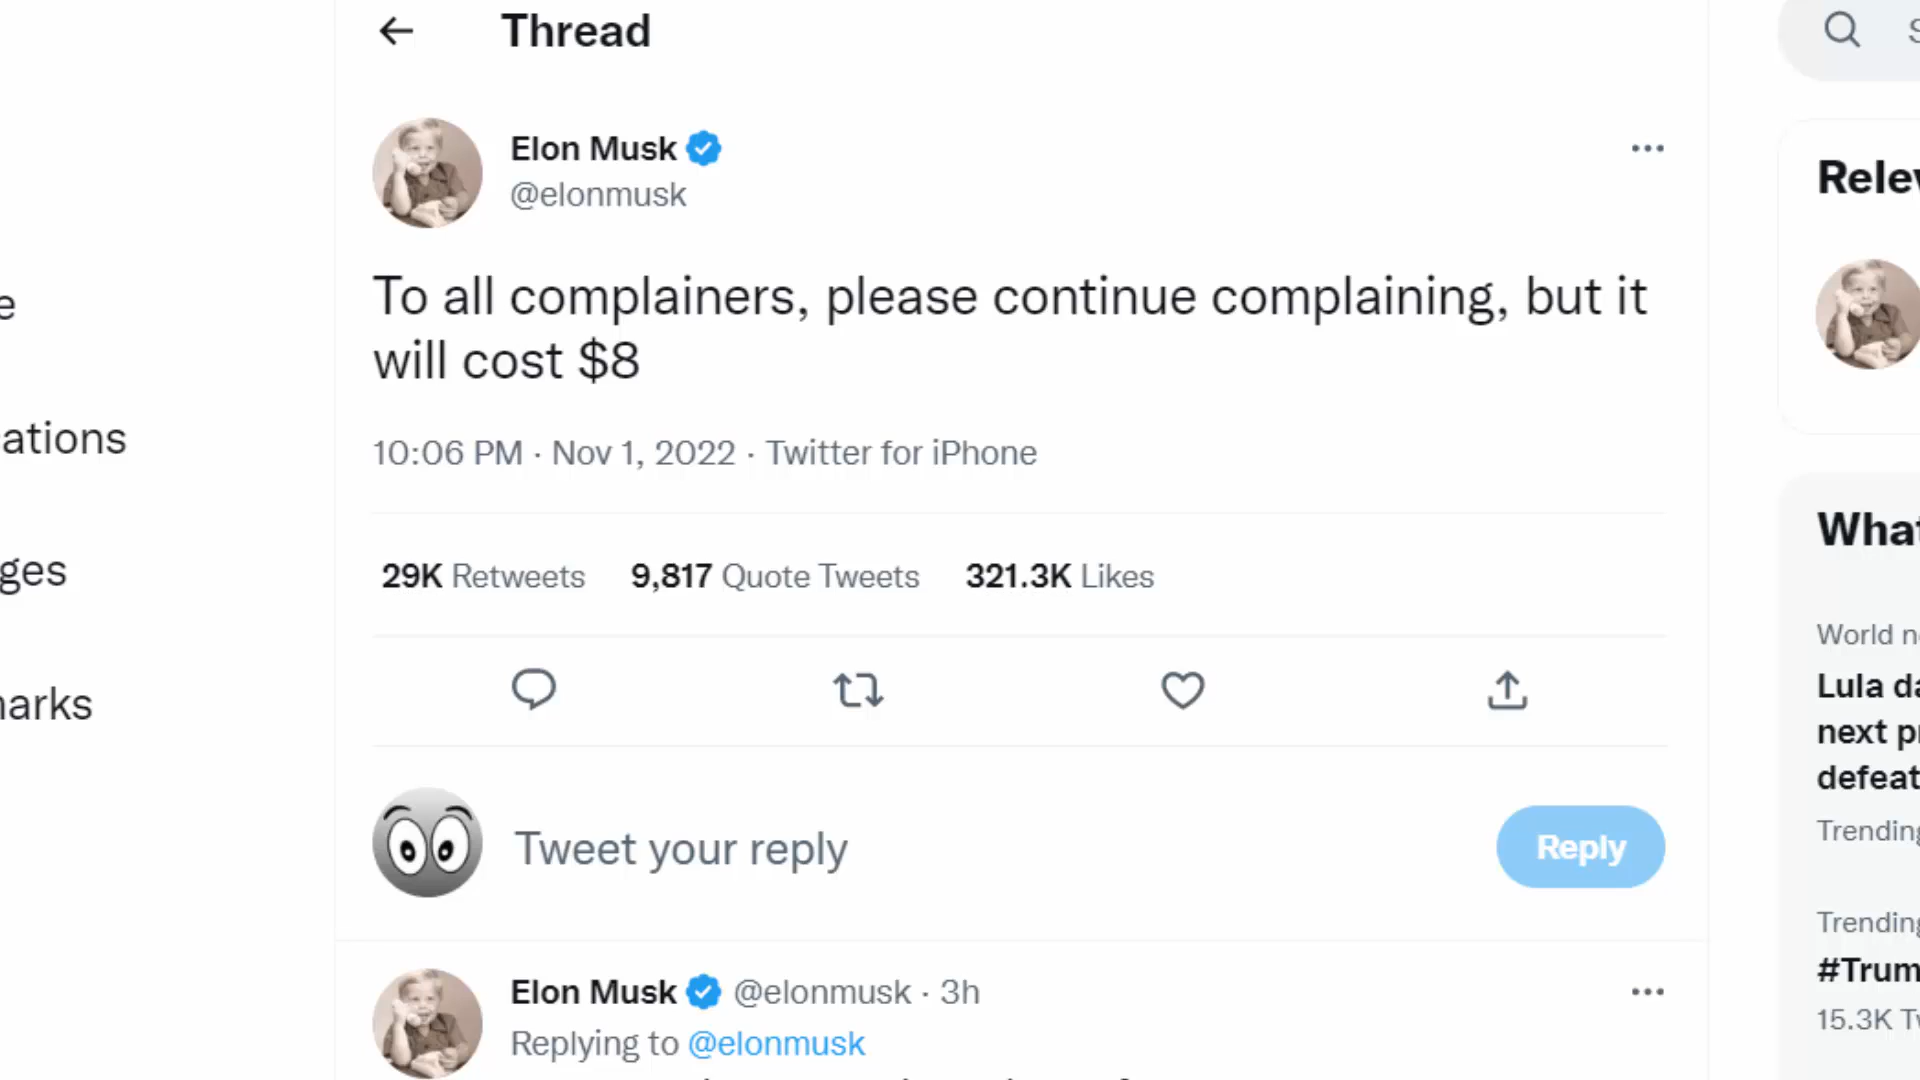 Thread
Elon Musk
@elonmusk
To all complainers, please continue complaining, but it
will cost $8
10:06 PM · Nov 1, 2022 · Twitter for iPhone
29K Retweets 9,817 Quote Tweets 321.3K Likes
Tweet your reply
Reply
Elon Musk @elonmusk · 3h
Replying to @elonmusk
e
ations
ges
arks
S
Rele
What
World n
Lula da
next p
defeat
Trending
Trending
#Trum
15.3K Tw